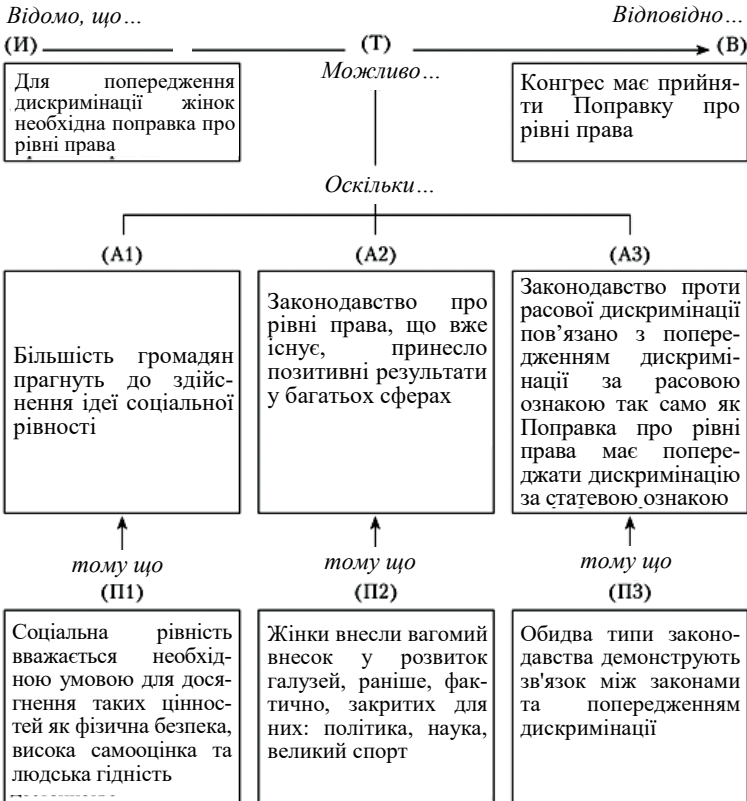 Відомо, що…
Відповідно…
(И)
(Т)
(В)
Можливо…
Для попередження
дискримінації жінок
необхідна поправка про
рівні права
Конгрес має прийня-
ти Поправку про
рівні права
Оскільки…
(А1)
(А2)
(А3)
Більшість громадян
прагнуть до здійс-
нення ідеї соціальної
рівності
Законодавство про
рівні права, що вже
існує, принесло
позитивні результати
у багатьох сферах
Законодавство проти
расової дискримінації
пов’язано з попере-
дженням дискримі-
нації за расовою
ознакою так само як
Поправка про рівні
права має попере-
джати дискримінацію
за статевою ознакою
тому що
тому що
тому що
(П1)
(П2)
(П3)
Соціальна рівність
вважається необхід-
ною умовою для дося-
гнення таких ціннос-
тей як фізична безпека,
висока самооцінка та
людська гідність
Жінки внесли вагомий
внесок у розвиток
галузей, раніше, фак-
тично, закритих для
них: політика, наука,
великий спорт
Обидва типи законо-
давства демонструють
зв'язок між законами
та попередженням
дискримінації